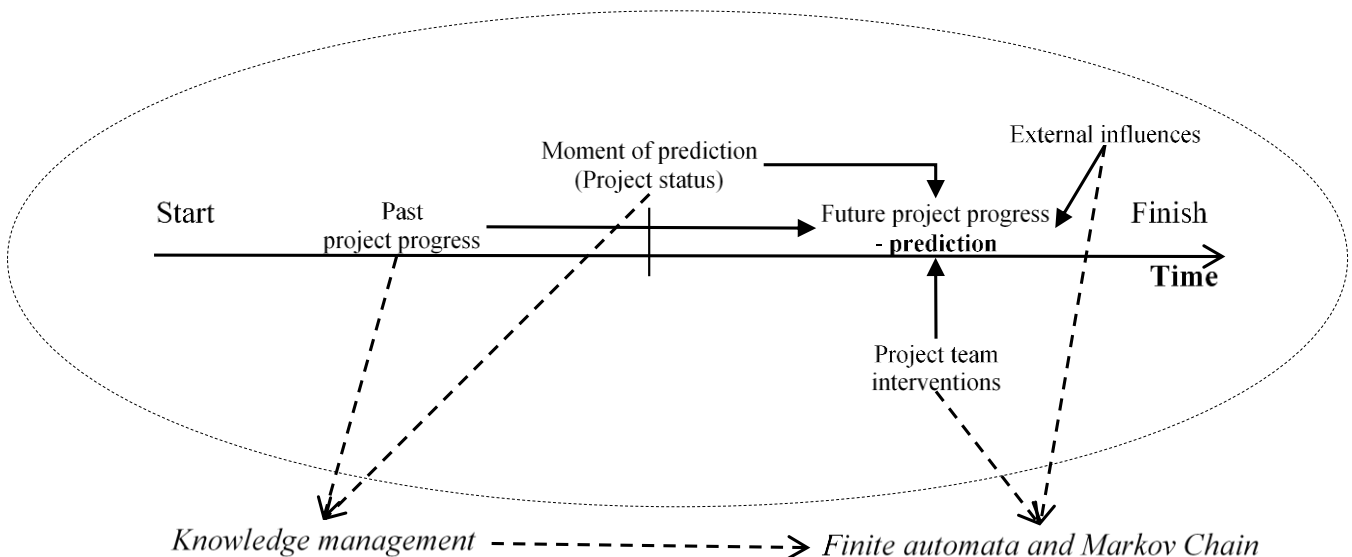 External influences
Moment of prediction
(Project status)
Start
Past
project progress
Future project progress
- prediction
Finish
Time
Project team
interventions
Knowledge management
Finite automata and Markov Chain